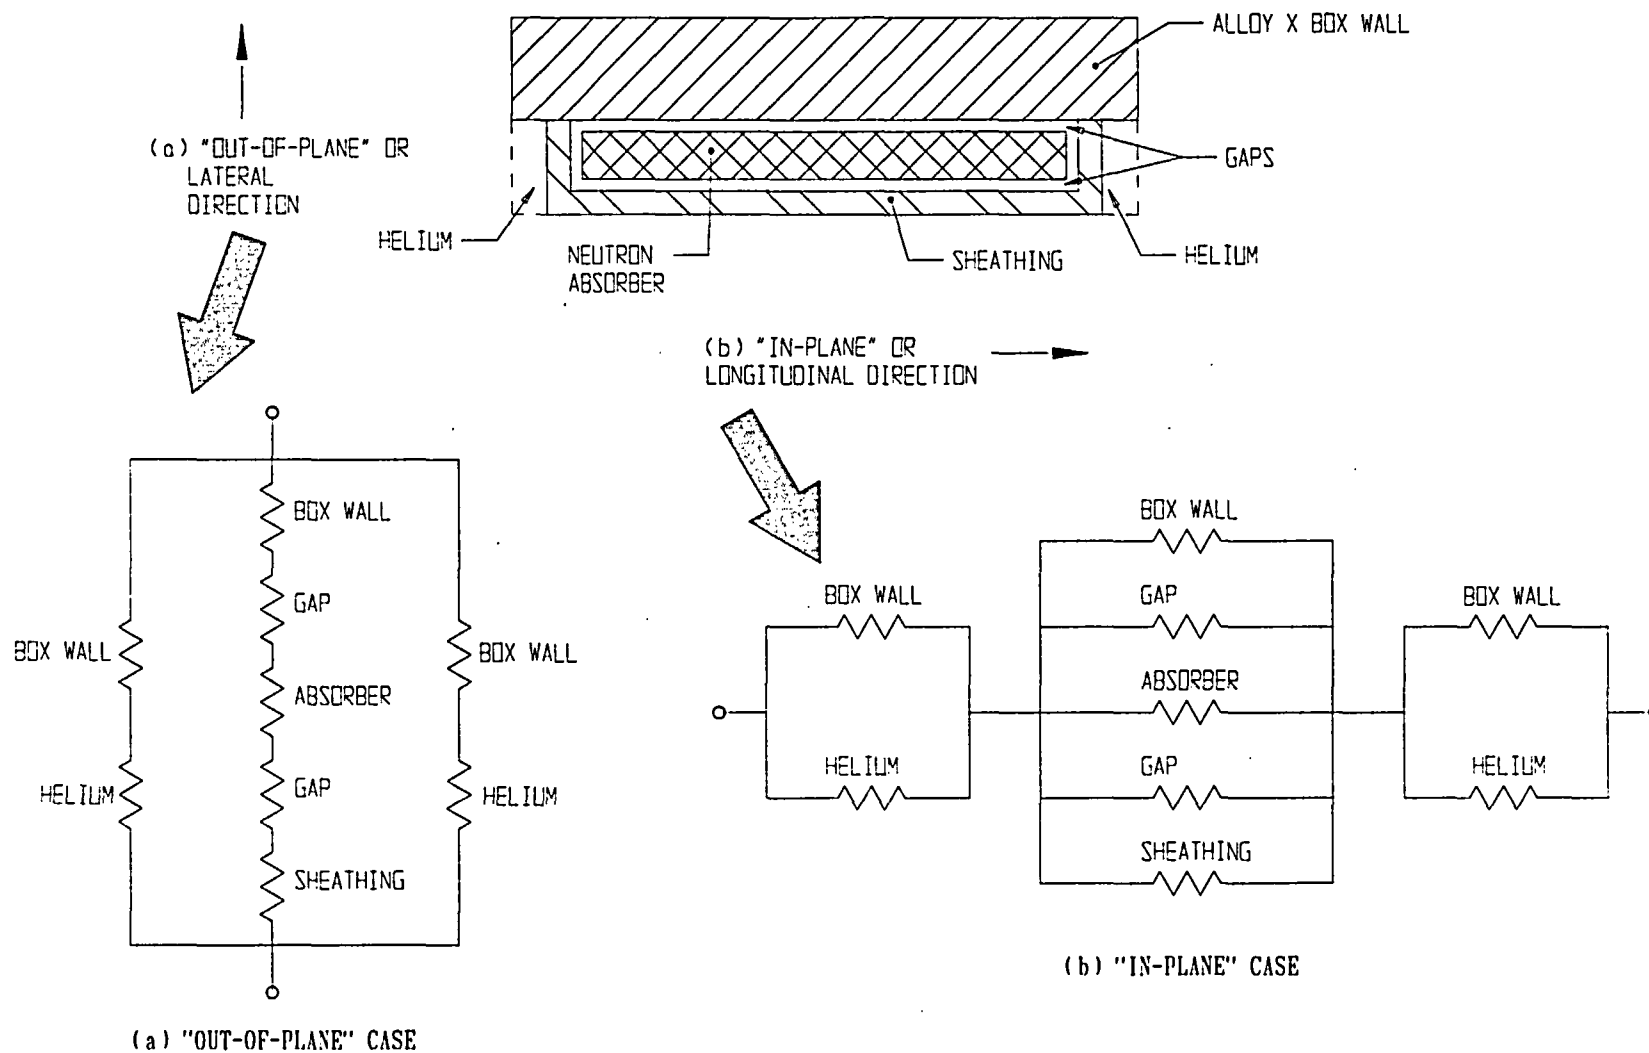 ALLOY X BOX WALL
(a) "OUT-OF-PLANE" OR
LATERAL
DIRECTION
GAPS
HELIUM
NEUTRON
ABSORBER
SHEATHING
HELIUM
(b) "IN-PLANE" OR
LONGITUDINAL DIRECTION
BOX WALL
GAP
BOX WALL
BOX WALL
ABSORBER
HELIUM
GAP
HELIUM
SHEATHING
(a) "OUT-OF-PLANE" CASE
BOX WALL
BOX WALL
GAP
BOX WALL
ABSORBER
HELIUM
GAP
HELIUM
SHEATHING
(b) "IN-PLANE" CASE